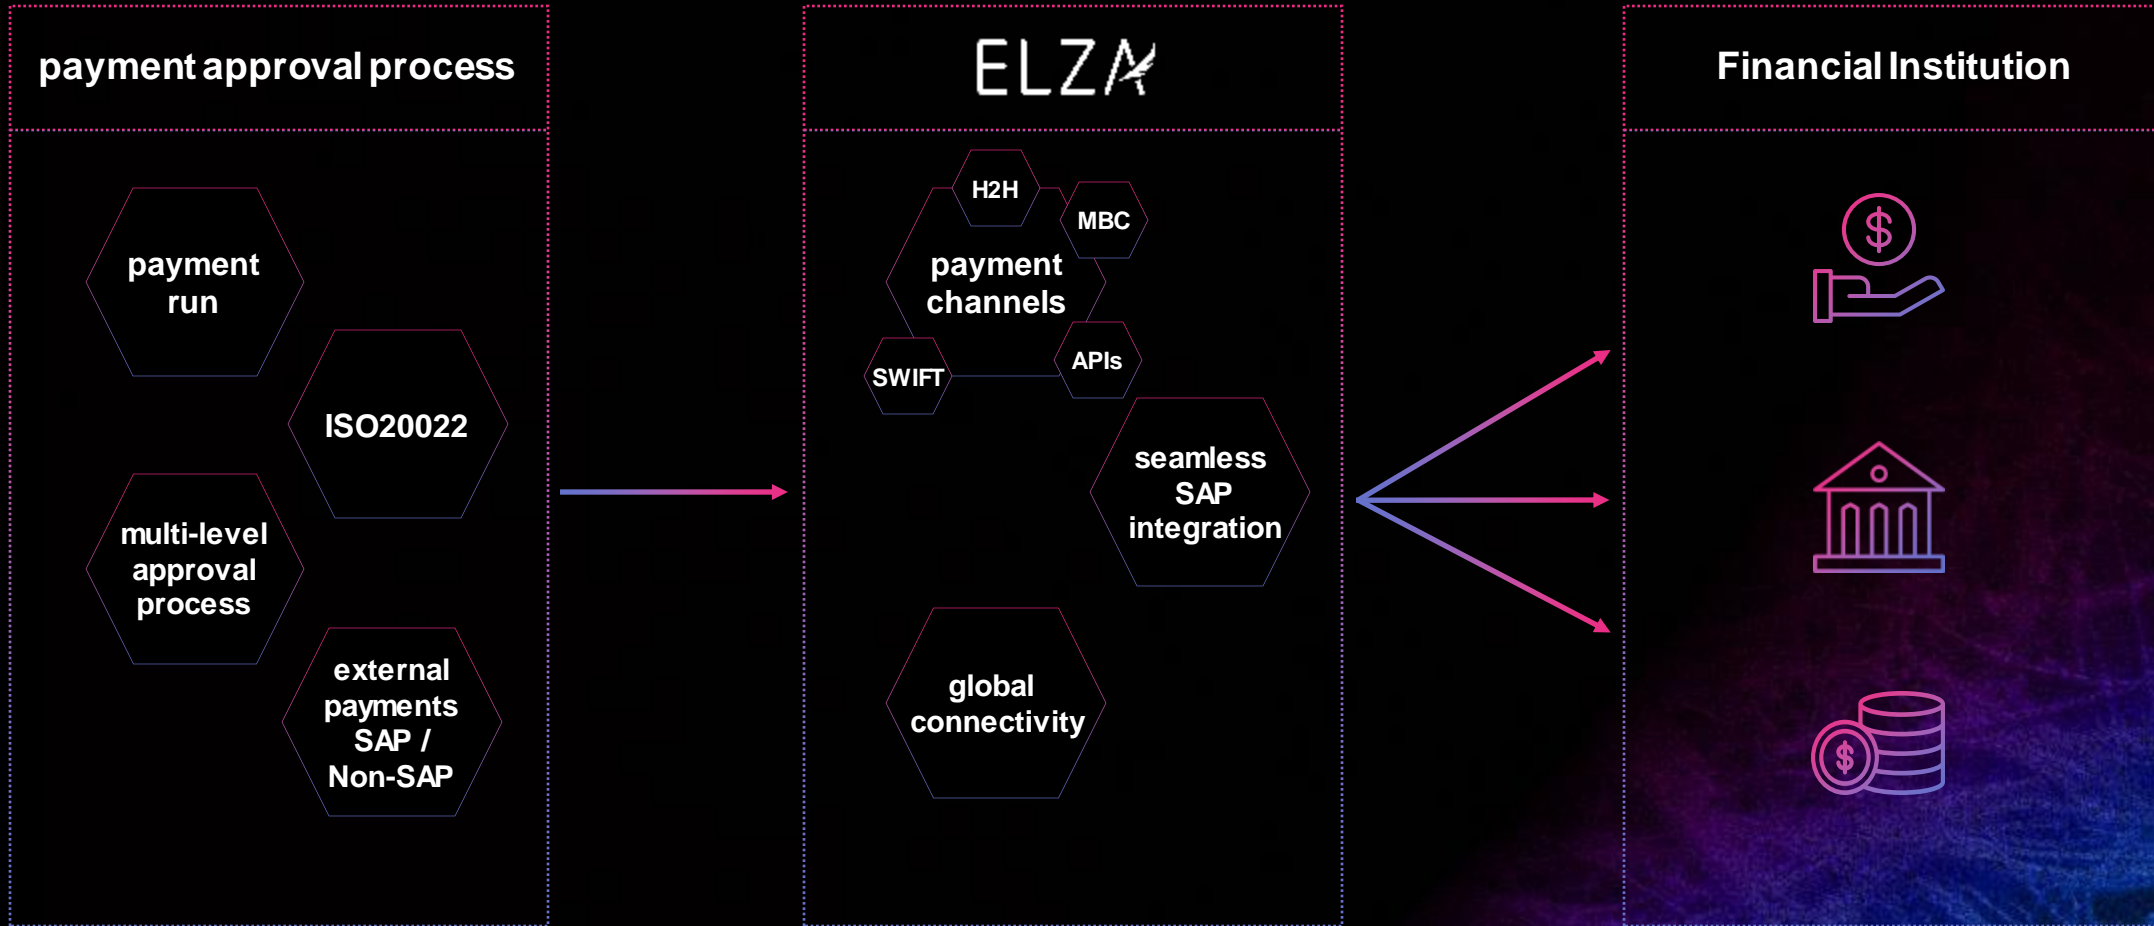 payment approval process
payment
run
ISO20022
multi-level
approval
process
external
payments
SAP /
Non-SAP
ELZA
H2H
MBC
payment
channels
SWIFT
APIs
seamless
SAP
integration
global
connectivity
Financial Institution
$
$